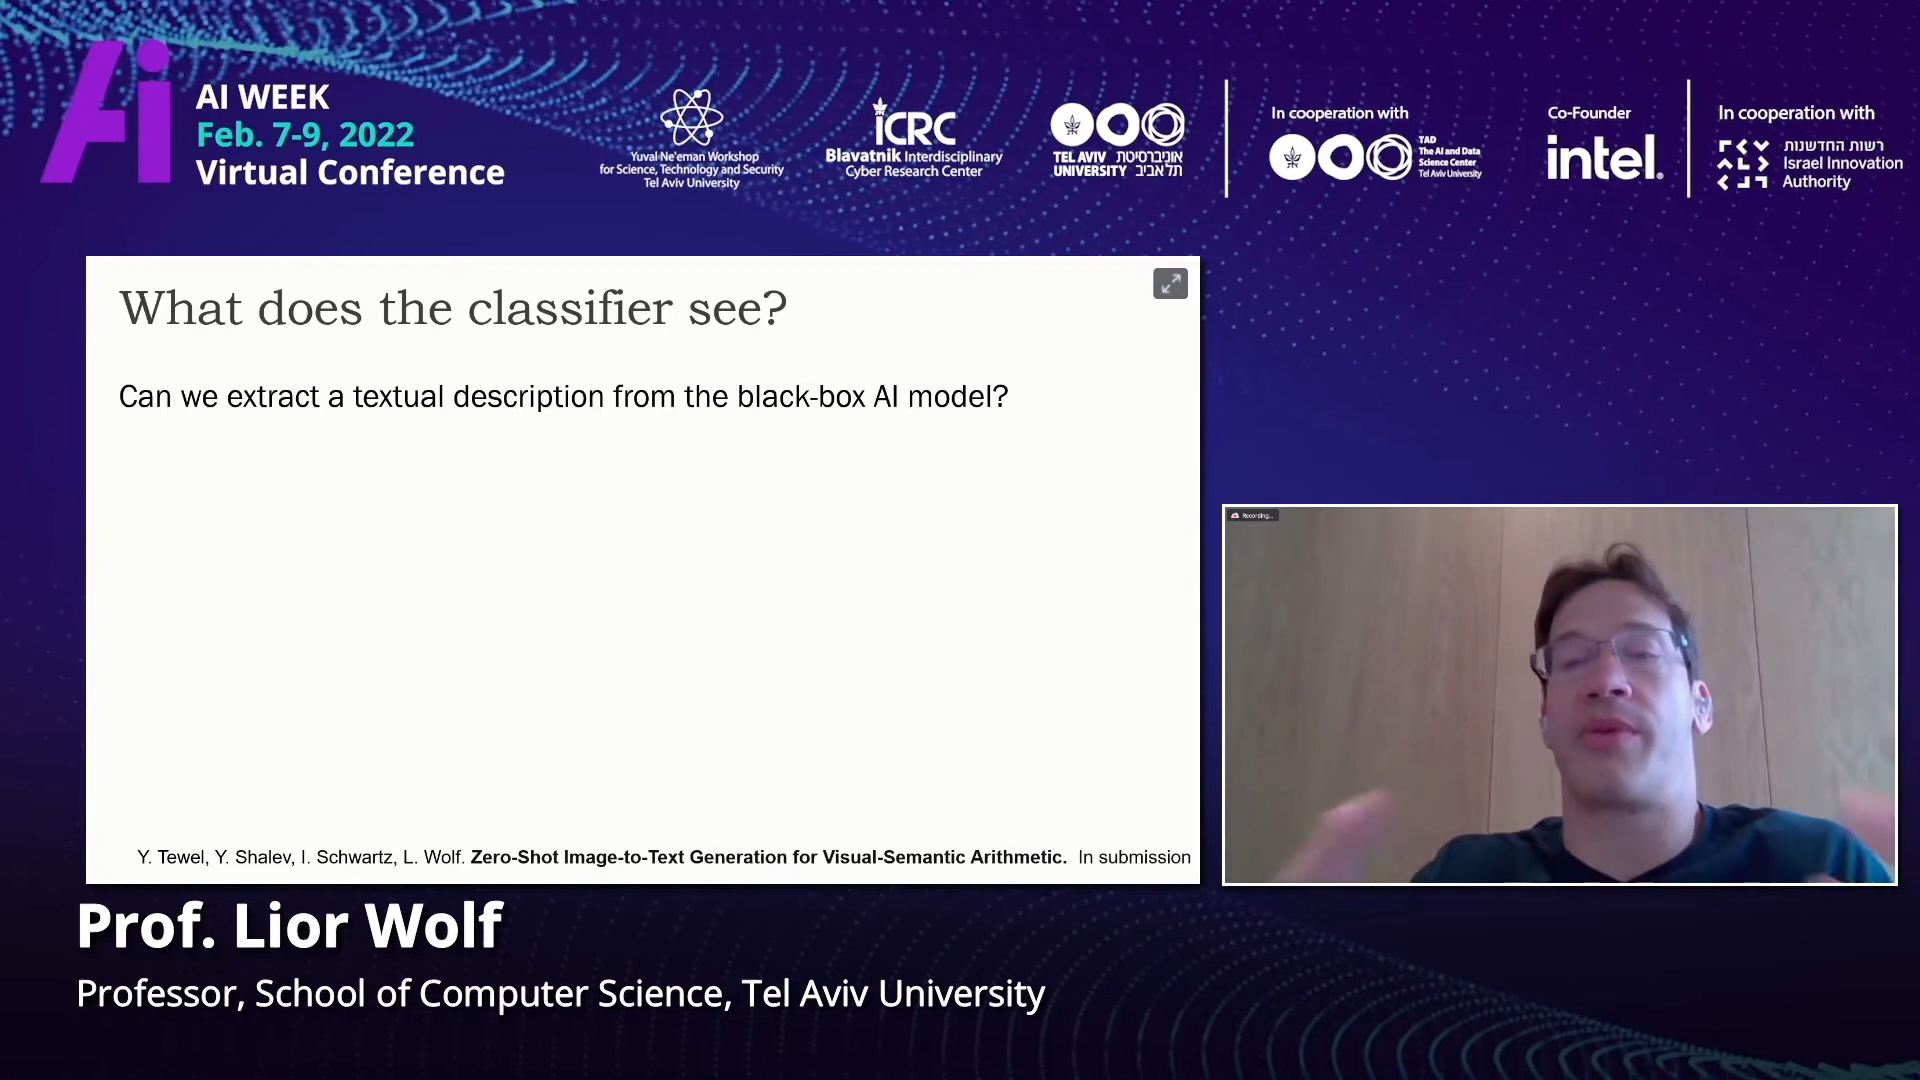 Ai
AI WEEK
Feb. 7-9, 2022
Virtual Conference
Yuval Ne'eman Workshop
for Science, Technology and Security
Tel Aviv University
iCRC
Blavatnik Interdisciplinary
Cyber Research Center
TEL AVIV אוניברסיטת
UNIVERSITY תל אביב
In cooperation with
TAD
The AI and Data
Science Center
Tel Aviv University
Co-Founder
intel.
In cooperation with
רשות החדשנות
Israel Innovation
Authority
What does the classifier see?
Can we extract a textual description from the black-box AI model?
Y. Tewel, Y. Shalev, I. Schwartz, L. Wolf. Zero-Shot Image-to-Text Generation for Visual-Semantic Arithmetic. In submission
Recording...
Prof. Lior Wolf
Professor, School of Computer Science, Tel Aviv University